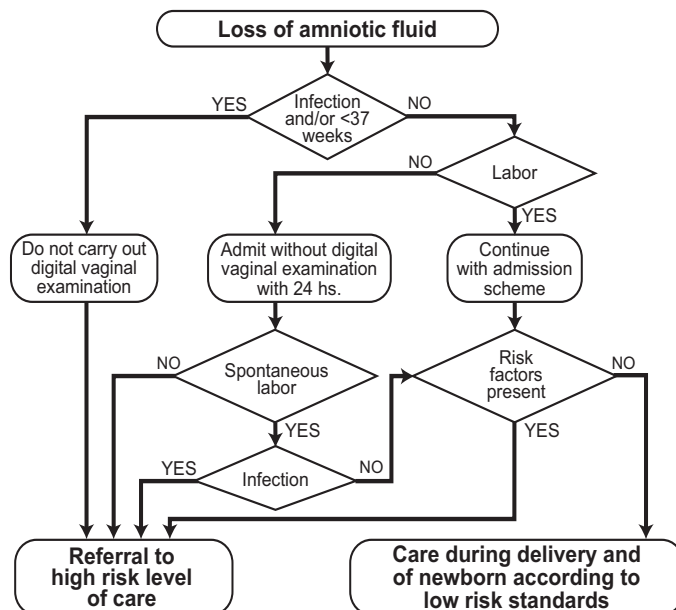 Loss of amniotic fluid
Infection
and/or <37
weeks
YES
NO
Labor
NO
YES
Do not carry out
digital vaginal
examination
Admit without digital
vaginal examination
with 24 hs.
Continue
with admission
scheme
Spontaneous
labor
NO
YES
Risk
factors
present
NO
YES
Infection
YES
NO
Referral to
high risk level
of care
Care during delivery and
of newborn according to
low risk standards